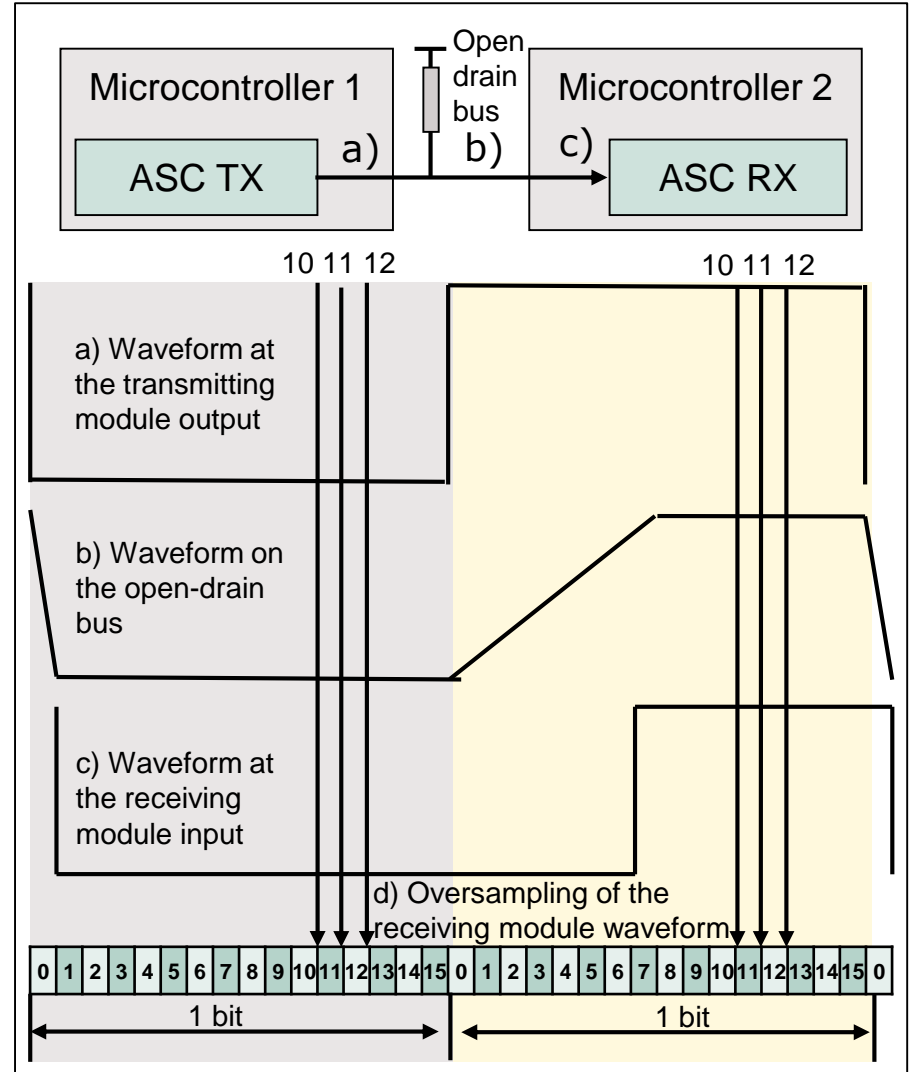 Open
drain
bus
Microcontroller 1
Microcontroller 2
a)
b)
c)
ASC TX
ASC RX
10 11 12
10 11 12
a) Waveform at
the transmitting
module output
b) Waveform on
the open-drain
bus
c) Waveform at
the receiving
module input
d) Oversampling of the
receiving module waveform
0 1 2 3 4 5 6 7 8 9 10 11 12 13 14 15 0 1 2 3 4 5 6 7 8 9 10 11 12 13 14 15 0
1 bit
1 bit